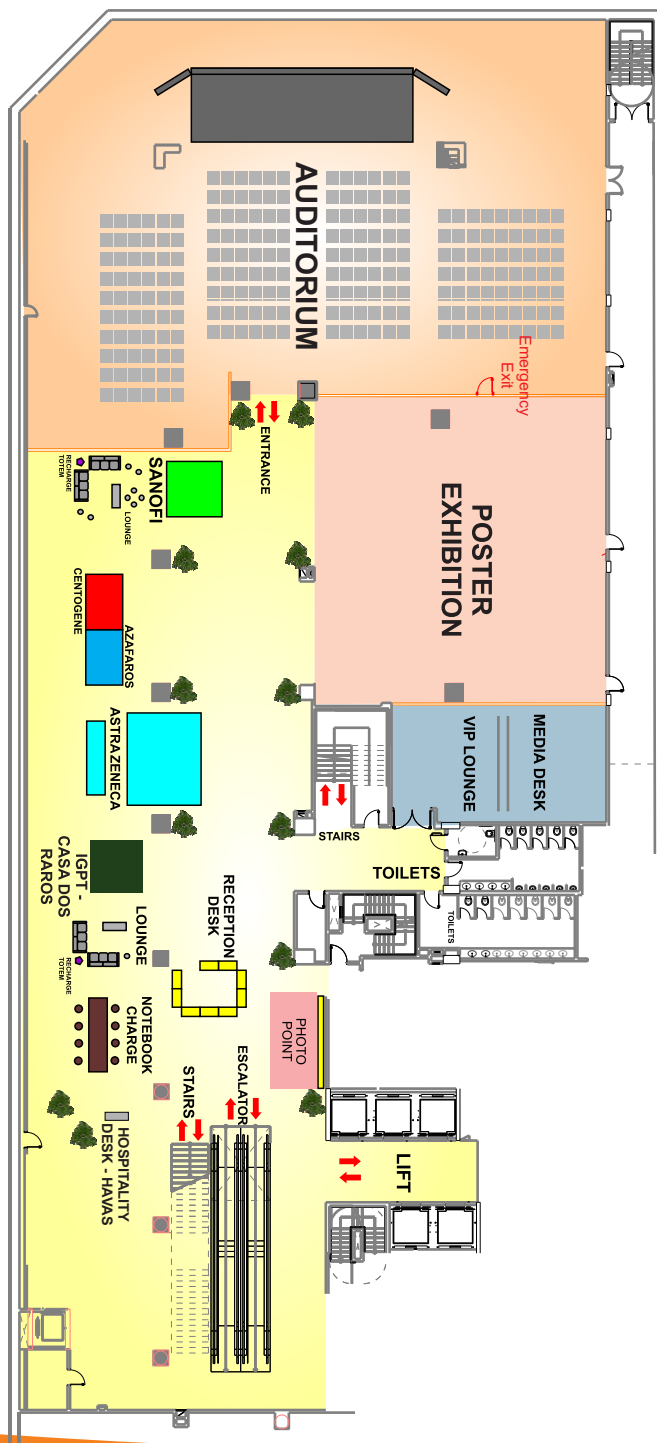 AUDITORIUM
Emergency
Exit
ENTRANCE
POSTER
EXHIBITION
SANOFI
RECHARGE
TOTEM
LOUNGE
CENTOGENE
AZAFAROS
ASTRA ZENECA
MEDIA DESK
VIP LOUNGE
STAIRS
TOILETS
TOILETS
IGPT -
CASA DOS
RAROS
RECEPTION
DESK
LOUNGE
RECHARGE
TOTEM
NOTEBOOK
CHARGE
PHOTO
POINT
ESCALATOR
STAIRS
HOSPITALITY
DESK - HAVAS
LIFT